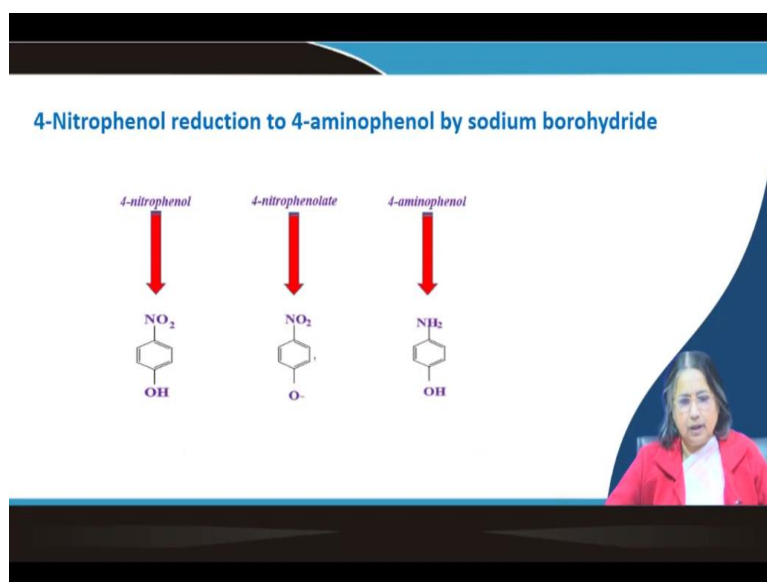 4-Nitrophenol reduction to 4-aminophenol by sodium borohydride
4-nitrophenol 4-nitrophenolate 4-aminophenol
NO₂ NO₂ NH₂
OH O- OH